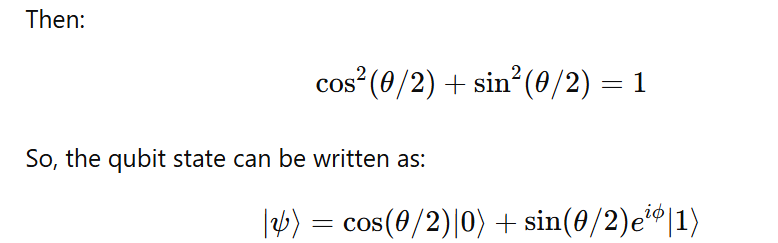 Then:
cos²(θ/2) + sin²(θ/2) = 1
So, the qubit state can be written as:
|ψ⟩ = cos(θ/2)|0⟩ + sin(θ/2)e^{iϕ}|1⟩